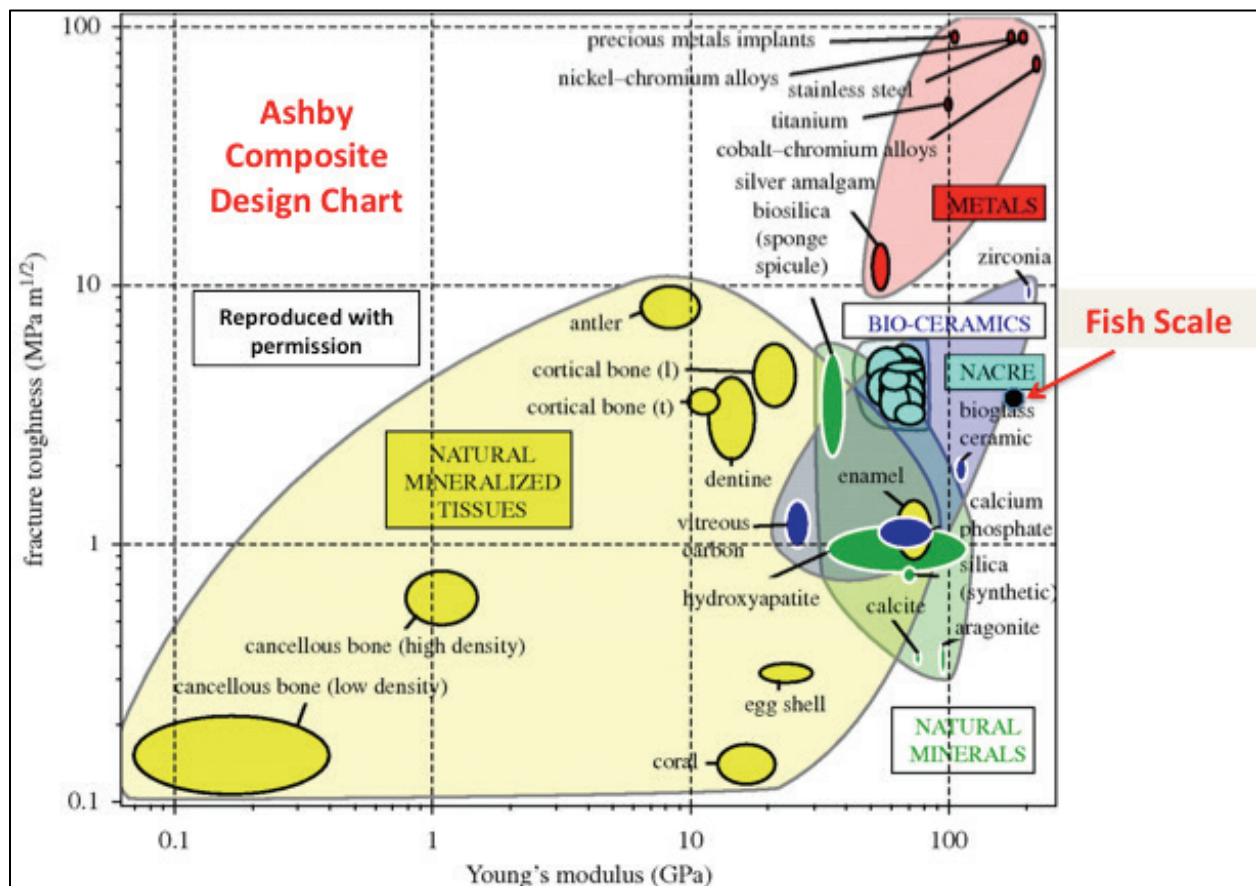 100
10
1
0.1
fracture toughness (MPa m1/2)
Ashby
Composite
Design Chart
Reproduced with
permission
precious metals implants
nickel–chromium alloys
stainless steel
titanium
cobalt–chromium alloys
silver amalgam
biosilica
(sponge
spicule)
METALS
zirconia
BIO-CERAMICS
Fish Scale
NACRE
bioglass
ceramic
antler
cortical bone (l)
cortical bone (t)
dentine
NATURAL
MINERALIZED
TISSUES
enamel
vitreous
carbon
calcium
phosphate
silica
(synthetic)
hydroxyapatite
calcite
aragonite
cancellous bone (high density)
cancellous bone (low density)
egg shell
coral
NATURAL
MINERALS
0.1
1
10
100
Young's modulus (GPa)